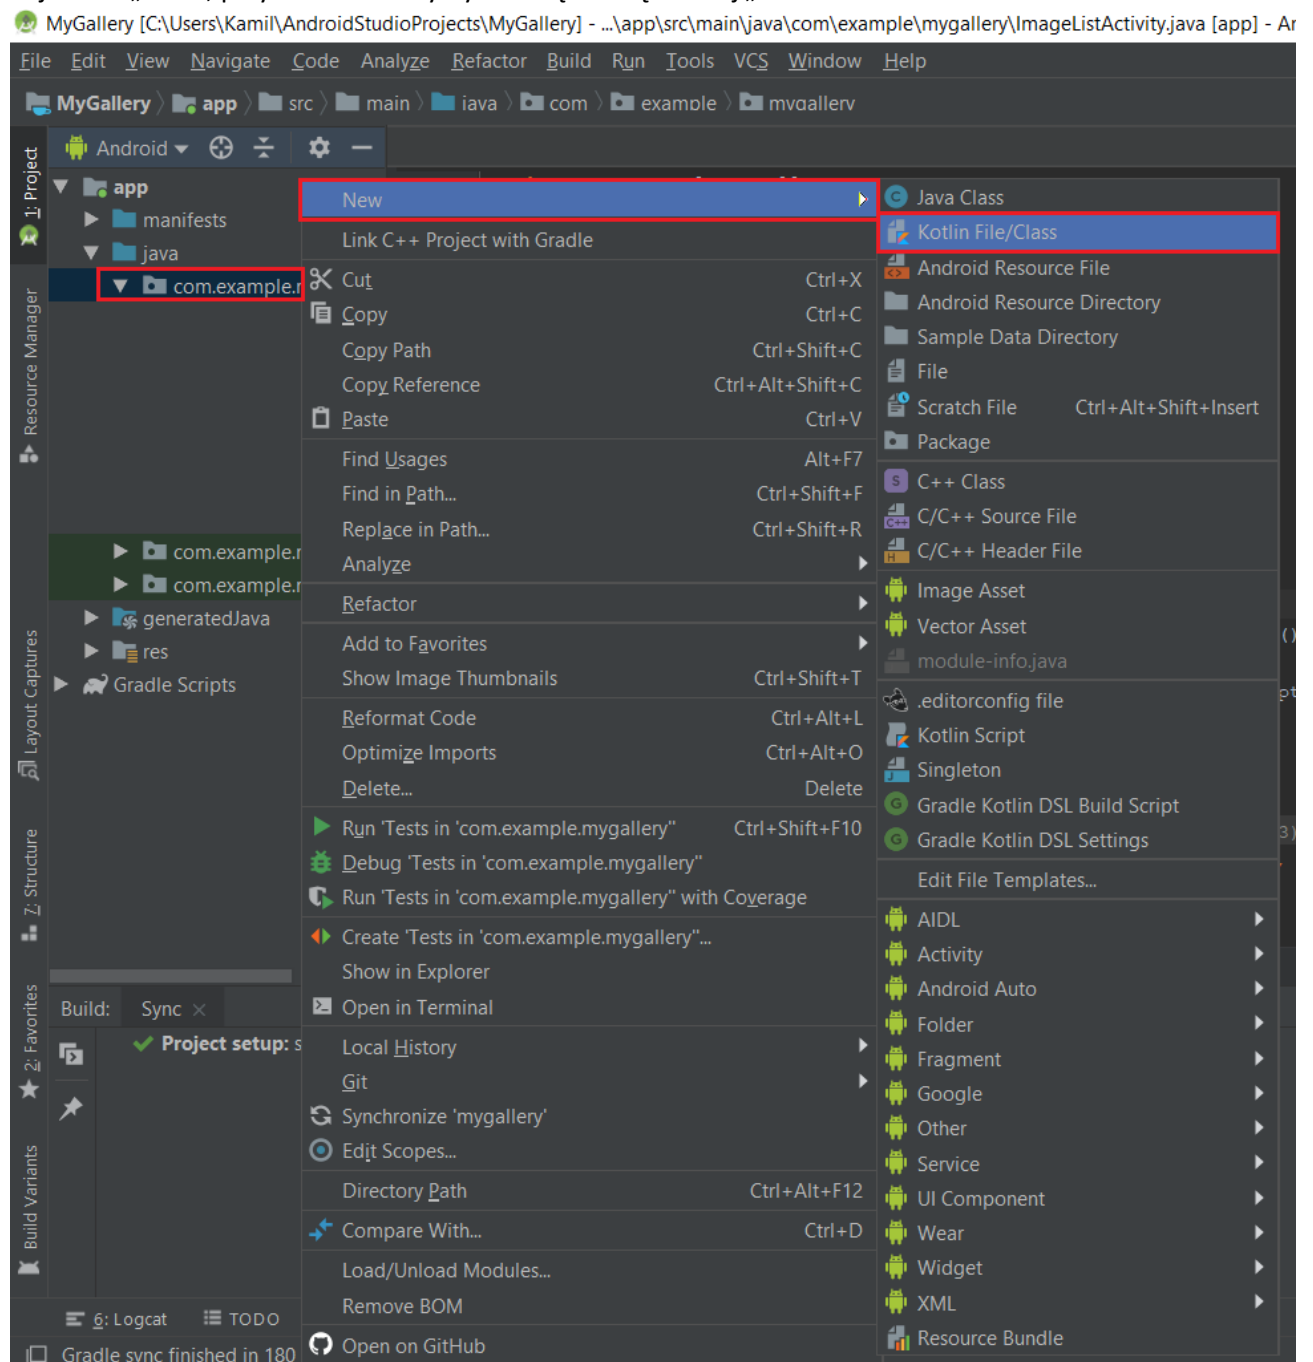 MyGallery [C:\Users\Kamil\AndroidStudioProjects\MyGallery] - ...\app\src\main\java\com\example\mygallery\ImageListActivity.java [app] - An
File Edit View Navigate Code Analyze Refactor Build Run Tools VCS Window Help
MyGallery app src main java com example mygallery
Android
1: Project
Resource Manager
Layout Captures
7: Structure
2: Favorites
Build Variants
app
manifests
java
com.example.r
com.example.r
com.example.r
generatedJava
res
Gradle Scripts
Build: Sync
Project setup: s
6: Logcat TODO
Gradle sync finished in 180
New
Link C++ Project with Gradle
Cut Ctrl+X
Copy Ctrl+C
Copy Path Ctrl+Shift+C
Copy Reference Ctrl+Alt+Shift+C
Paste Ctrl+V
Find Usages Alt+F7
Find in Path... Ctrl+Shift+F
Replace in Path... Ctrl+Shift+R
Analyze
Refactor
Add to Favorites
Show Image Thumbnails Ctrl+Shift+T
Reformat Code Ctrl+Alt+L
Optimize Imports Ctrl+Alt+O
Delete... Delete
Run 'Tests in 'com.example.mygallery'' Ctrl+Shift+F10
Debug 'Tests in 'com.example.mygallery''
Run 'Tests in 'com.example.mygallery'' with Coverage
Create 'Tests in 'com.example.mygallery''...
Show in Explorer
Open in Terminal
Local History
Git
Synchronize 'mygallery'
Edit Scopes...
Directory Path Ctrl+Alt+F12
Compare With... Ctrl+D
Load/Unload Modules...
Remove BOM
Open on GitHub
Java Class
Kotlin File/Class
Android Resource File
Android Resource Directory
Sample Data Directory
File
Scratch File Ctrl+Alt+Shift+Insert
Package
C++ Class
C/C++ Source File
C/C++ Header File
Image Asset
Vector Asset
module-info.java
.editorconfig file
Kotlin Script
Singleton
Gradle Kotlin DSL Build Script
Gradle Kotlin DSL Settings
Edit File Templates...
AIDL
Activity
Android Auto
Folder
Fragment
Google
Other
Service
UI Component
Wear
Widget
XML
Resource Bundle
()
pt
3)